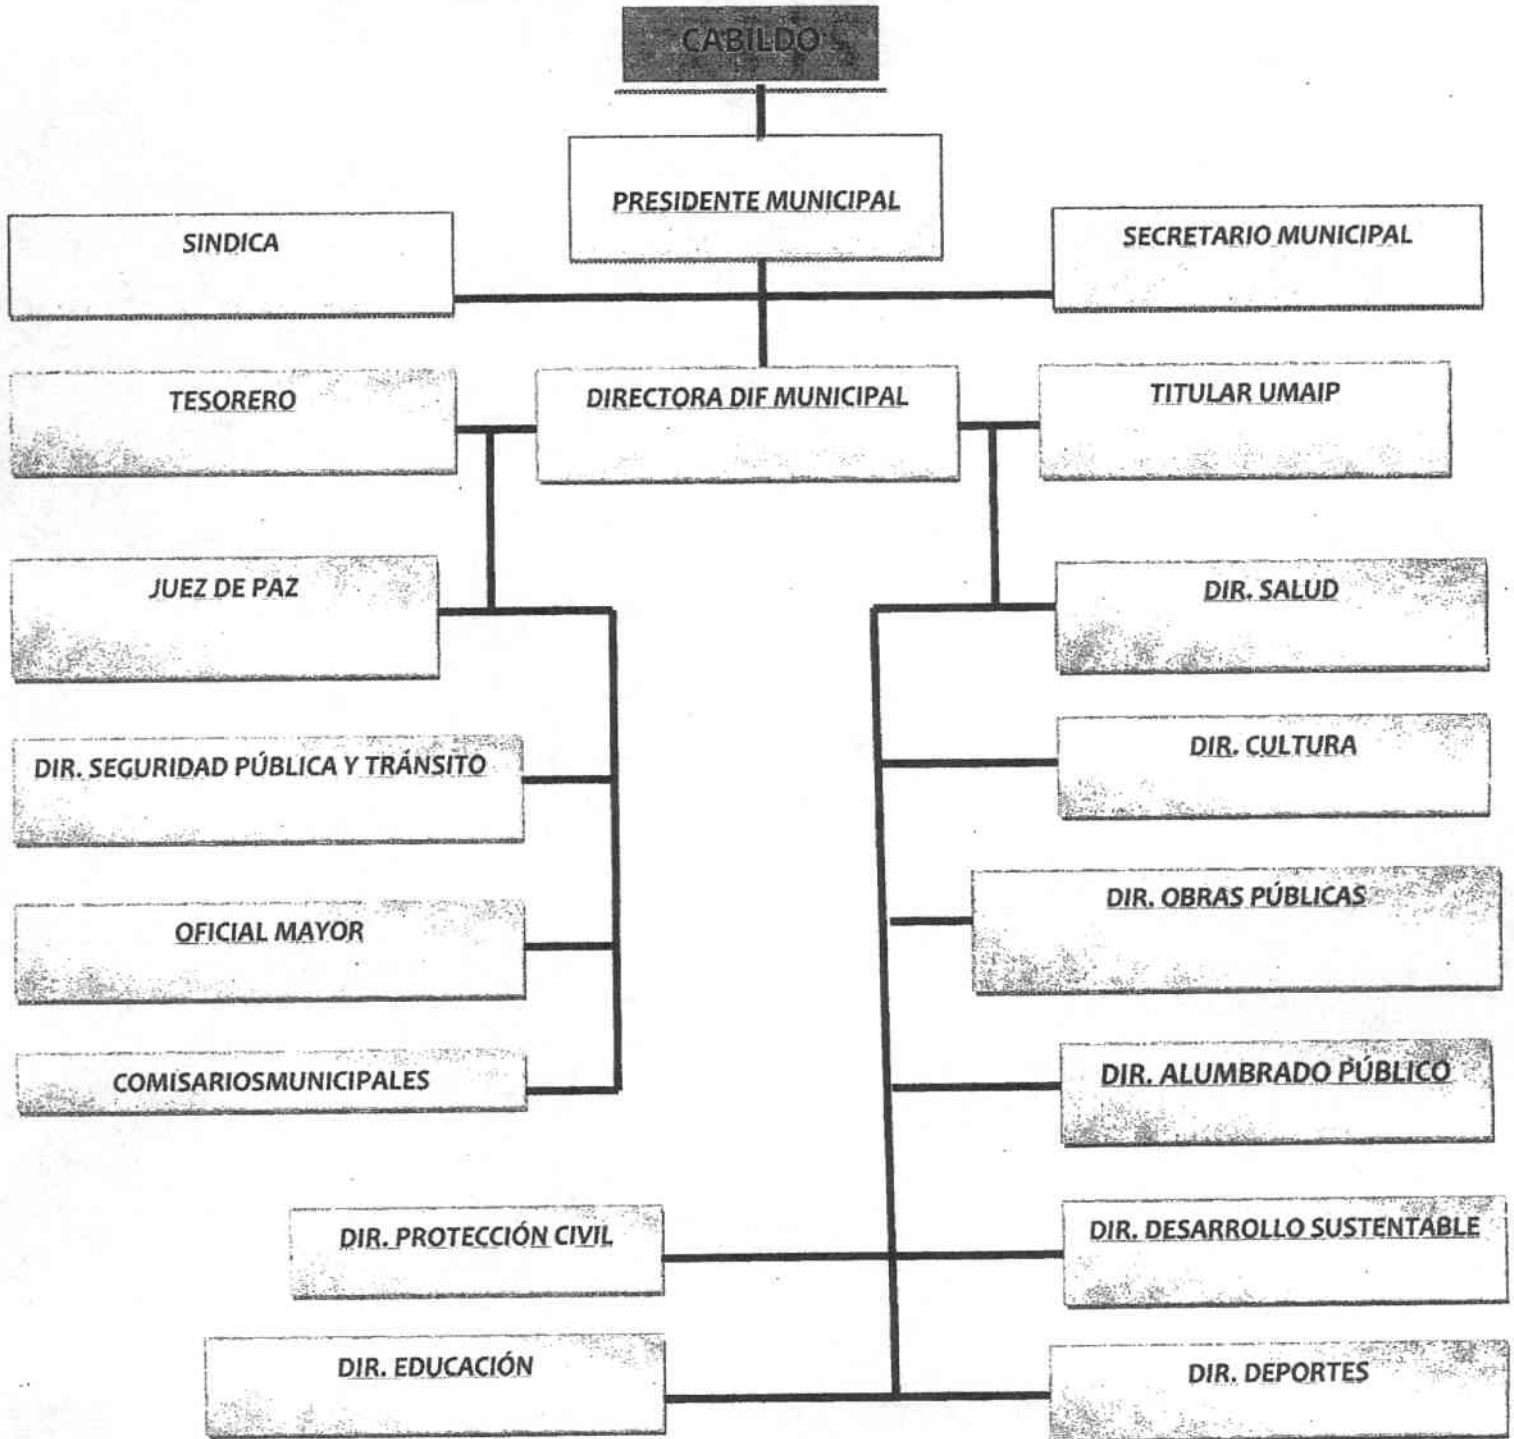 CABILDO
PRESIDENTE MUNICIPAL
SINDICA
SECRETARIO MUNICIPAL
TESORERO
DIRECTORA DIF MUNICIPAL
TITULAR UMAIP
JUEZ DE PAZ
DIR. SALUD
DIR. SEGURIDAD PÚBLICA Y TRÁNSITO
DIR. CULTURA
OFICIAL MAYOR
DIR. OBRAS PÚBLICAS
COMISARIOSMUNICIPALES
DIR. ALUMBRADO PÚBLICO
DIR. PROTECCIÓN CIVIL
DIR. DESARROLLO SUSTENTABLE
DIR. EDUCACIÓN
DIR. DEPORTES